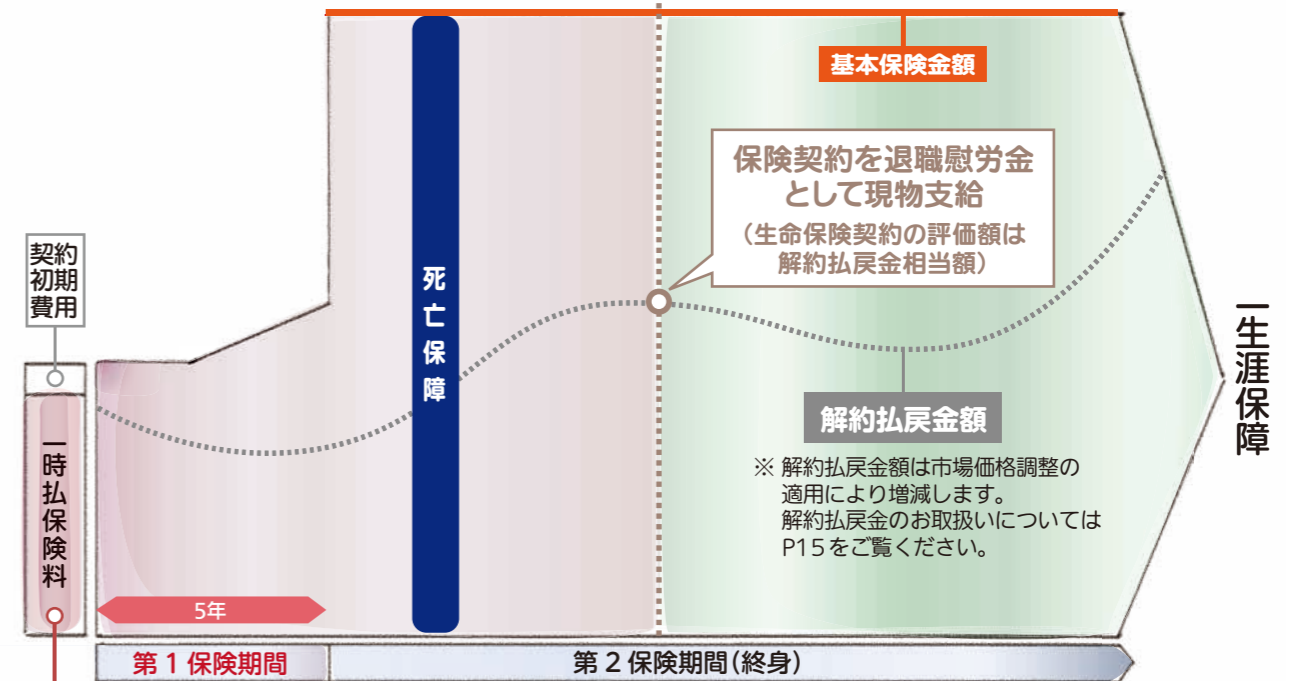 基本保険金額
保険契約を退職慰労金
として現物支給
（生命保険契約の評価額は
解約払戻金相当額）
契約
初期
費用
死亡保障
一生涯保障
解約払戻金額
一時払保険料
※ 解約払戻金額は市場価格調整の
適用により増減します。
解約払戻金のお取扱いについては
P15をご覧ください。
5年
第1保険期間
第2保険期間（終身）